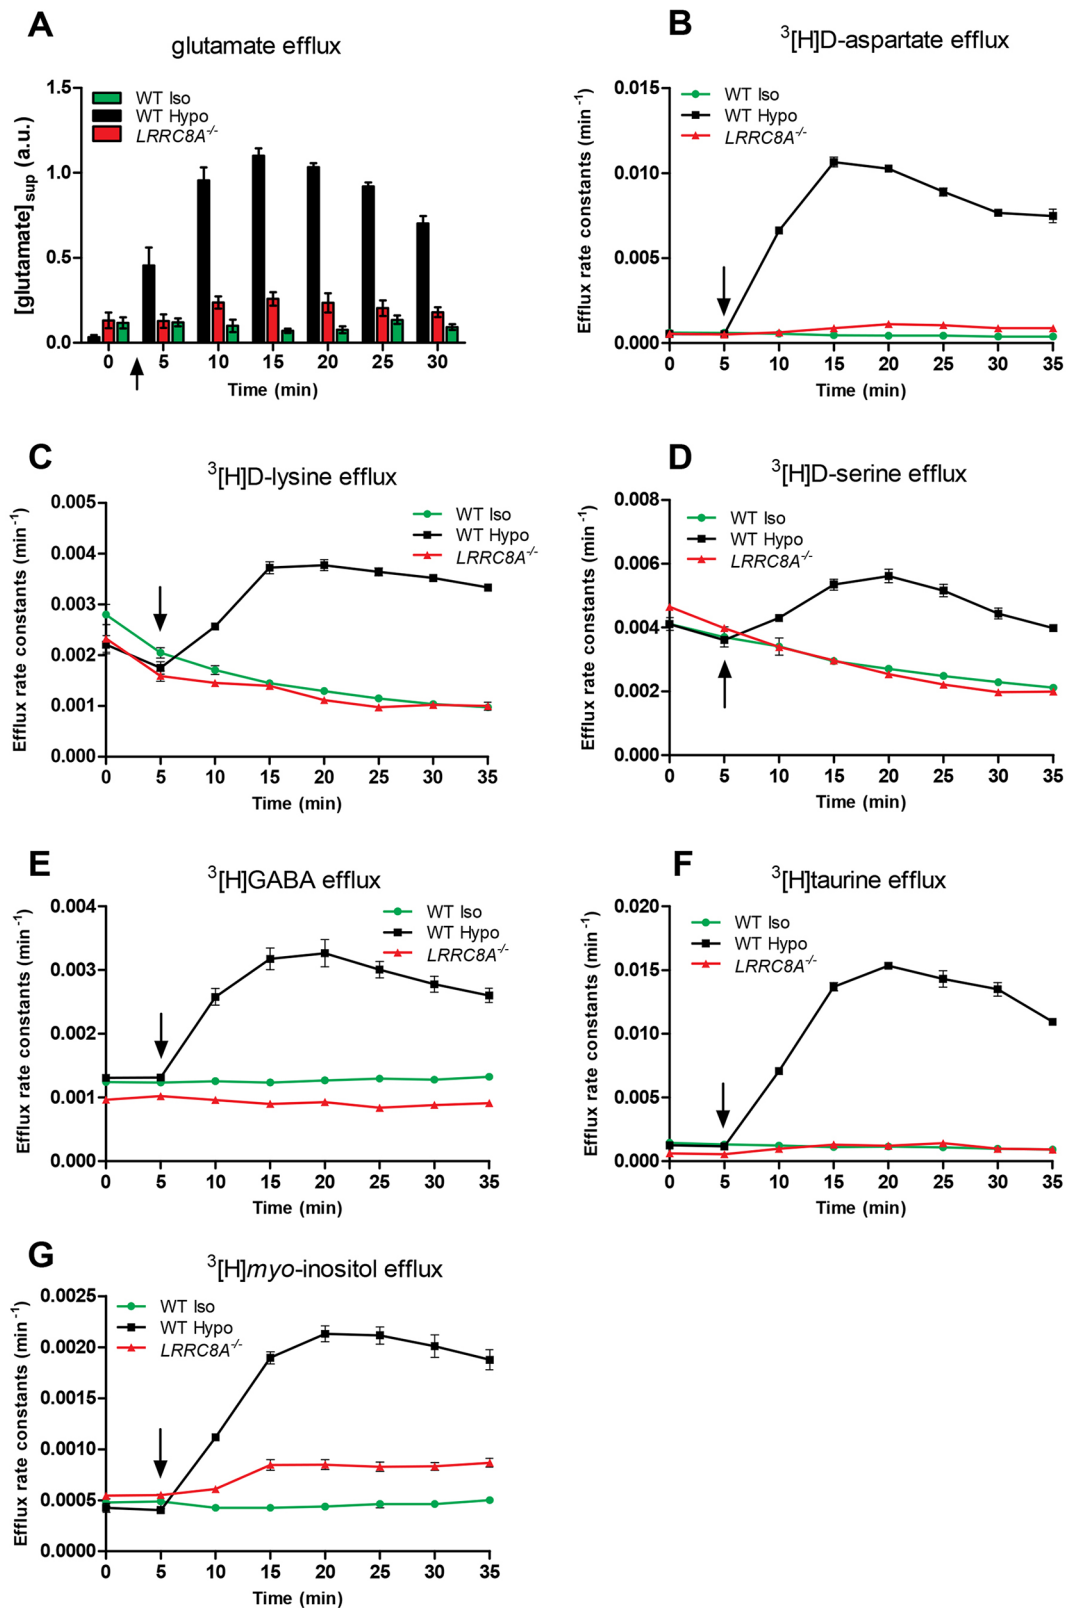 A
glutamate efflux
WT Iso
WT Hypo
LRRC8A-/-
[glutamate]sup (a.u.)
1.5
1.0
0.5
0.0
0 5 10 15 20 25 30
Time (min)
B
3[H]D-aspartate efflux
WT Iso
WT Hypo
LRRC8A-/-
Efflux rate constants (min-1)
0.015
0.010
0.005
0.000
0 5 10 15 20 25 30 35
Time (min)
C
3[H]D-lysine efflux
WT Iso
WT Hypo
LRRC8A-/-
Efflux rate constants (min-1)
0.005
0.004
0.003
0.002
0.001
0.000
0 5 10 15 20 25 30 35
Time (min)
D
3[H]D-serine efflux
WT Iso
WT Hypo
LRRC8A-/-
Efflux rate constants (min-1)
0.008
0.006
0.004
0.002
0.000
0 5 10 15 20 25 30 35
Time (min)
E
3[H]GABA efflux
WT Iso
WT Hypo
LRRC8A-/-
Efflux rate constants (min-1)
0.004
0.003
0.002
0.001
0.000
0 5 10 15 20 25 30 35
Time (min)
F
3[H]taurine efflux
WT Iso
WT Hypo
LRRC8A-/-
Efflux rate constants (min-1)
0.020
0.015
0.010
0.005
0.000
0 5 10 15 20 25 30 35
Time (min)
G
3[H]myo-inositol efflux
WT Iso
WT Hypo
LRRC8A-/-
Efflux rate constants (min-1)
0.0025
0.0020
0.0015
0.0010
0.0005
0.0000
0 5 10 15 20 25 30 35
Time (min)